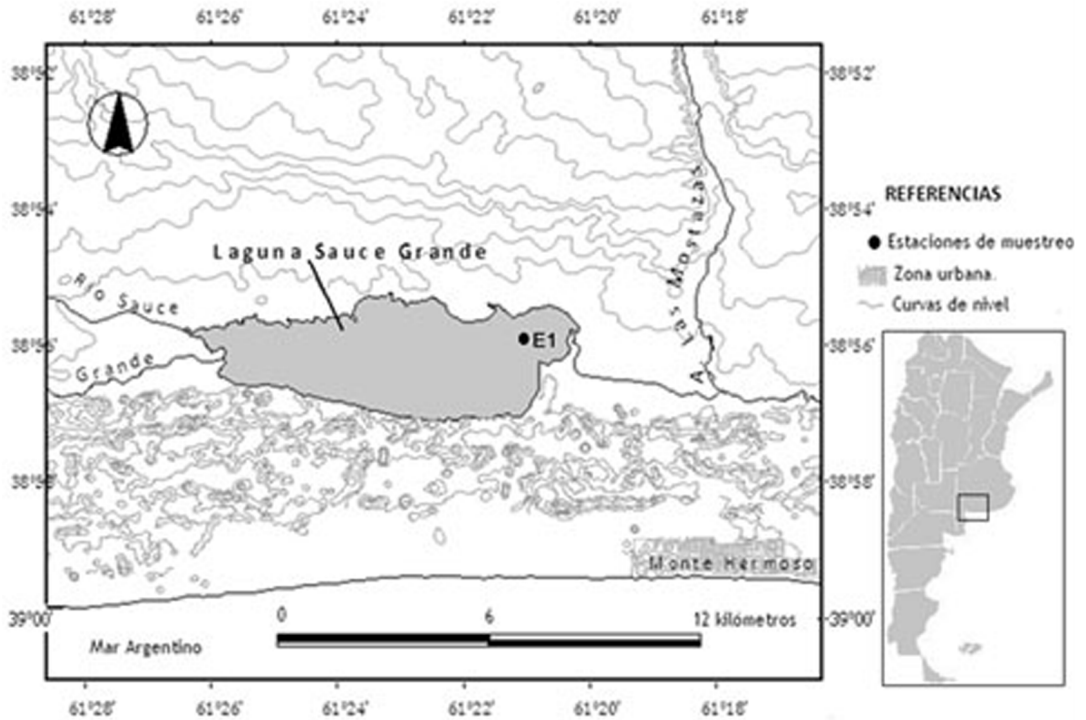 61°28' 61°26' 61°24' 61°22' 61°20' 61°18'
38°52' 38°52'
38°54' 38°54'
REFERENCIAS
Estaciones de muestreo
Zona urbana.
Curvas de nivel
Laguna Sauce Grande
A. Las Mostazas
Río Sauce
Grande
E1
38°56' 38°56'
38°58' 38°58'
Monte Hermoso
39°00' 39°00'
0 6 12 kilómetros
Mar Argentino
61°28' 61°26' 61°24' 61°22' 61°20' 61°18'